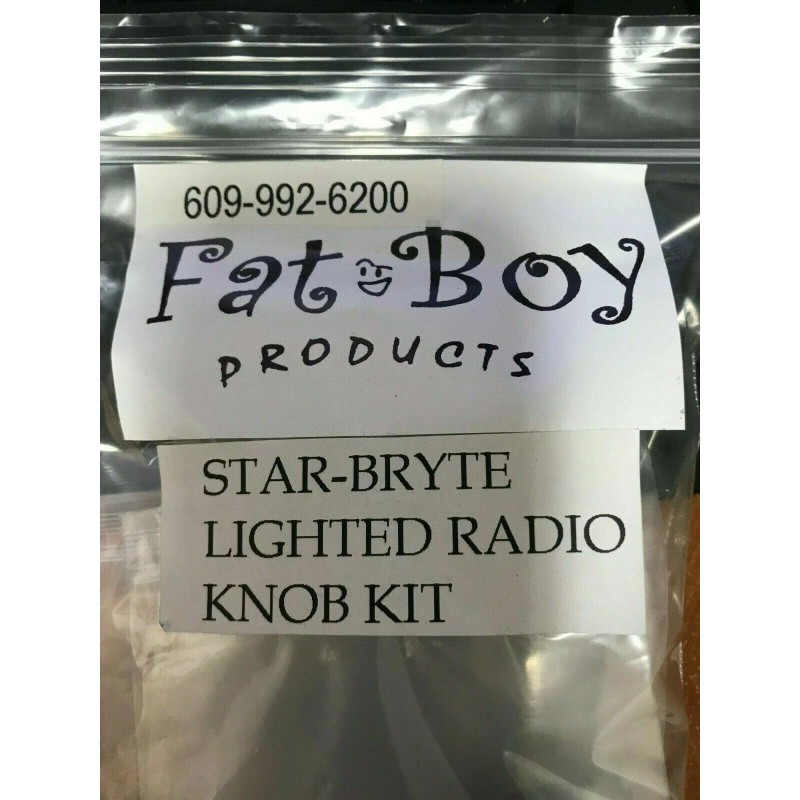 609-992-6200
Fat Boy
PRODUCTS
STAR-BRYTE
LIGHTED RADIO
KNOB KIT